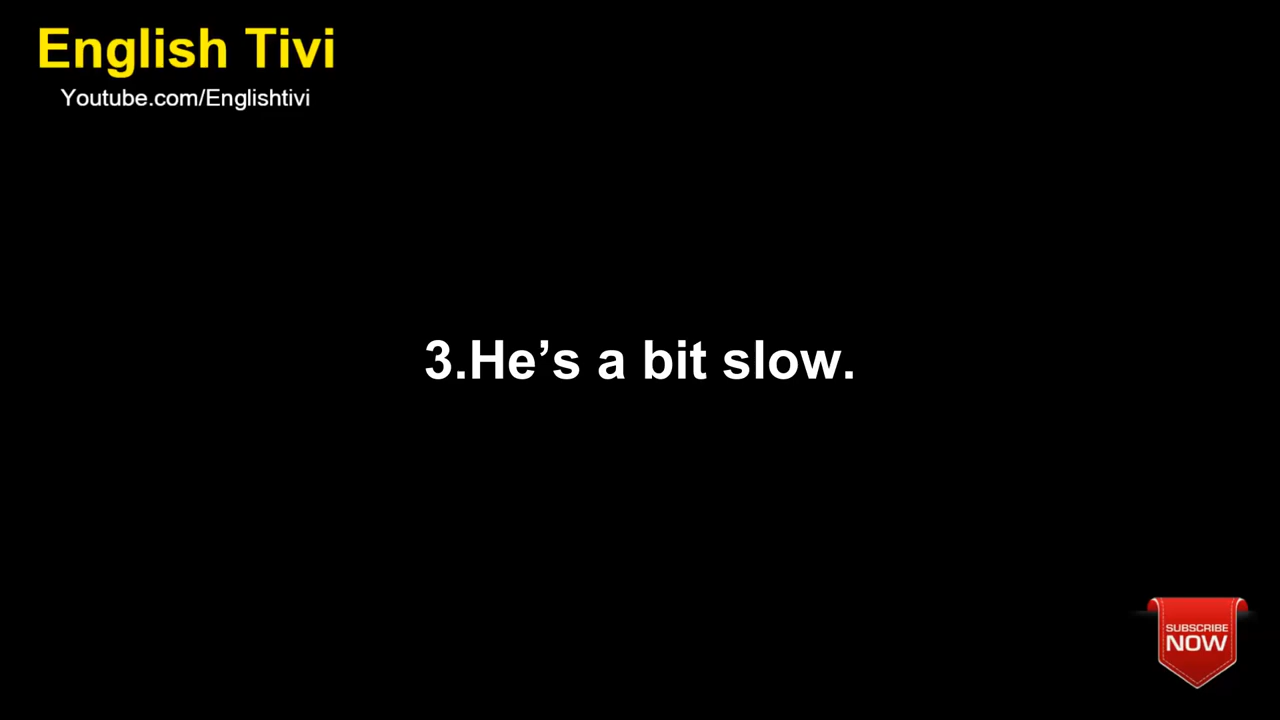 English Tivi
Youtube.com/Englishtivi
3.He’s a bit slow.
SUBSCRIBE
NOW